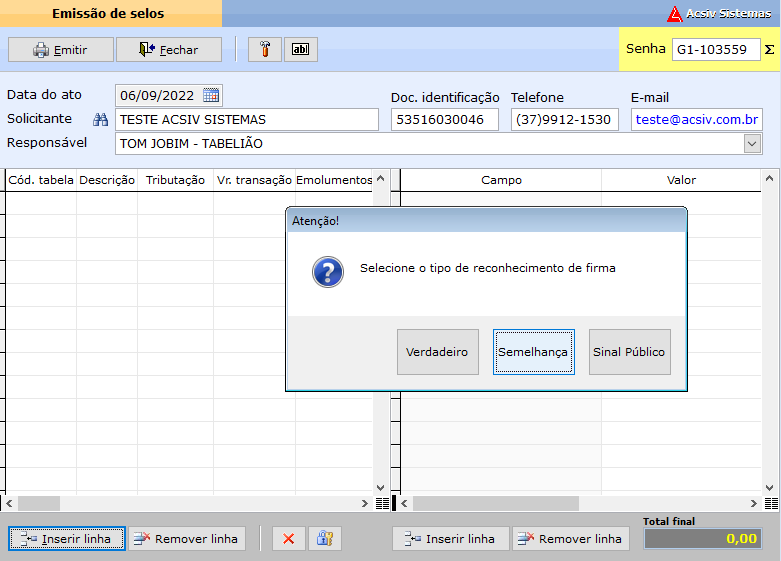 Emissão de selos
Acsiv Sistemas
Emitir
Fechar
ab
Senha G1-103559 Σ
Data do ato 06/09/2022
Doc. identificação Telefone E-mail
Solicitante TESTE ACSIV SISTEMAS 53516030046 (37)9912-1530 teste@acsiv.com.br
Responsável TOM JOBIM - TABELIÃO
Cód. tabela Descrição Tributação Vr. transação Emolumentos Campo Valor
Atenção!
Selecione o tipo de reconhecimento de firma
Verdadeiro Semelhança Sinal Público
Inserir linha Remover linha Inserir linha Remover linha
Total final
0,00